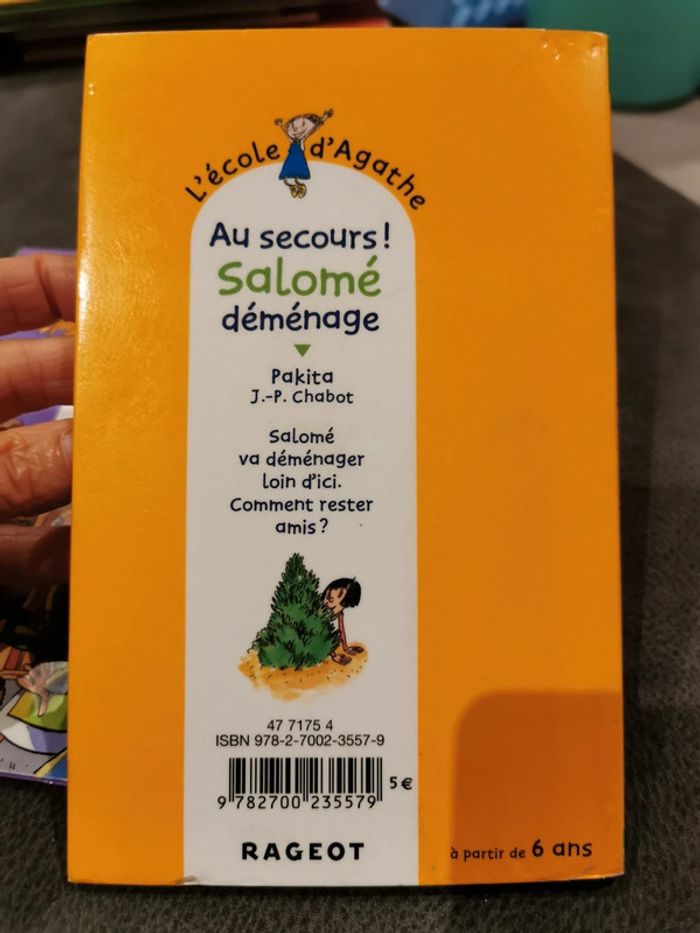 L'école d'Agathe
Au secours !
Salomé
déménage
Pakita
J.-P. Chabot
Salomé
va déménager
loin d'ici.
Comment rester
amis ?
47 7175 4
ISBN 978-2-7002-3557-9
9 782700 235579
5 €
RAGEOT
à partir de 6 ans